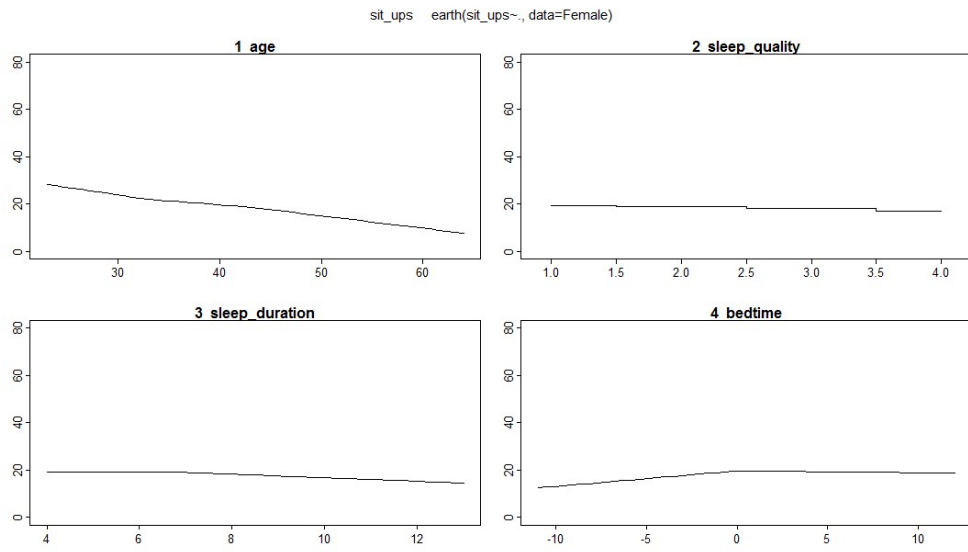 sit_ups earth(sit_ups~., data=Female)
1 age
2 sleep_quality
80
60
40
20
0
30 40 50 60
80
60
40
20
0
1.0 1.5 2.0 2.5 3.0 3.5 4.0
3 sleep_duration
4 bedtime
80
60
40
20
0
4 6 8 10 12
80
60
40
20
0
-10 -5 0 5 10